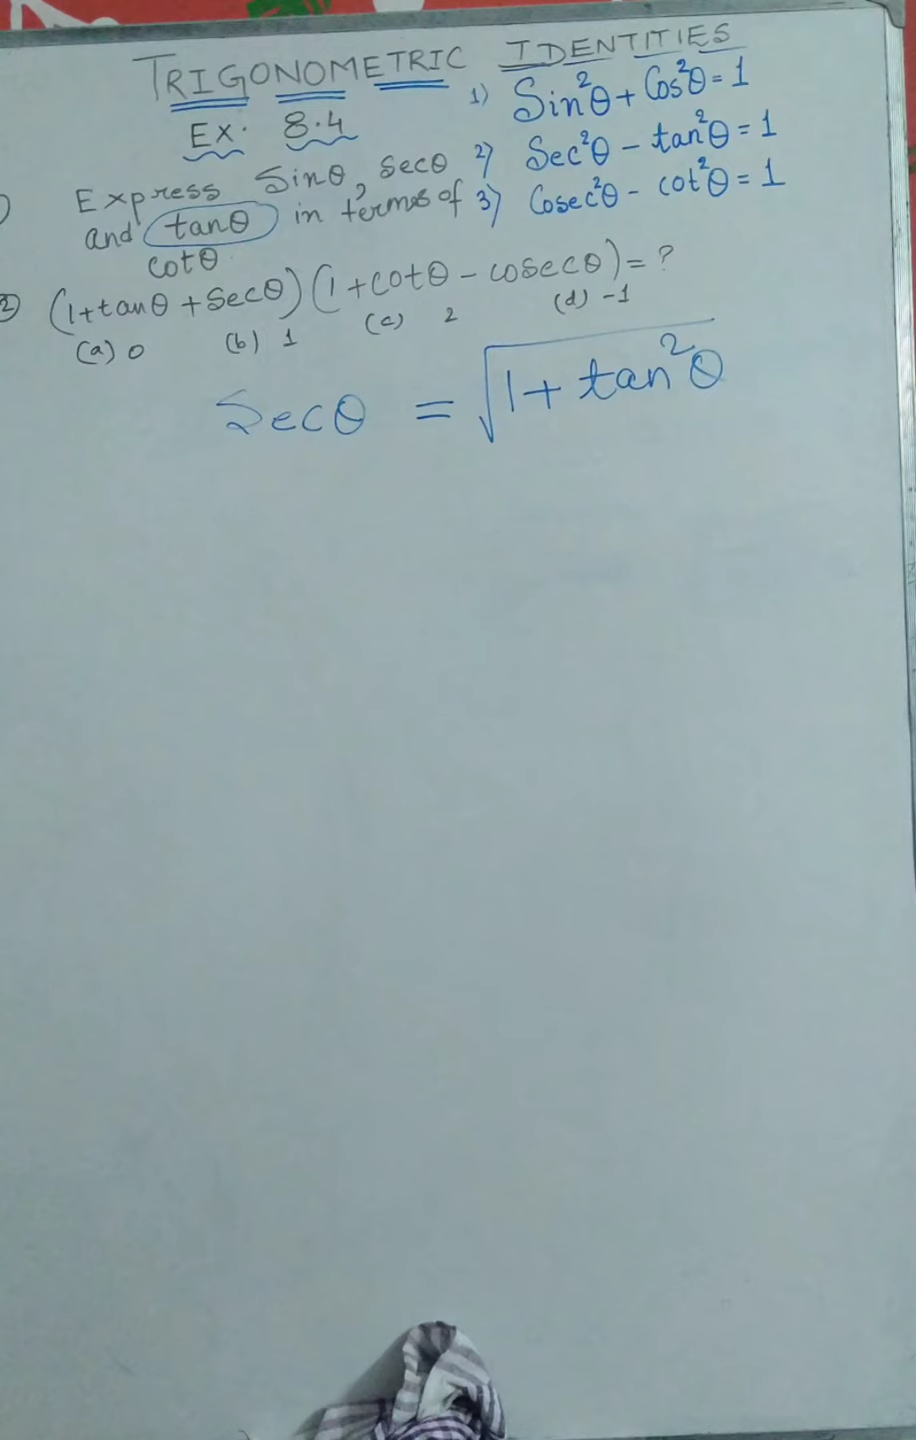 TRIGONOMETRIC IDENTITIES
Ex. 8.4
1) Sin²θ + Cos²θ = 1
2) Sec²θ − tan²θ = 1
3) Cosec²θ − cot²θ = 1
Express Sinθ, secθ
and tanθ in terms of
cotθ
2) (1+tanθ + secθ) (1+cotθ − cosecθ) = ?
(a) 0 (b) 1 (c) 2 (d) -1
Secθ = √1 + tan²θ